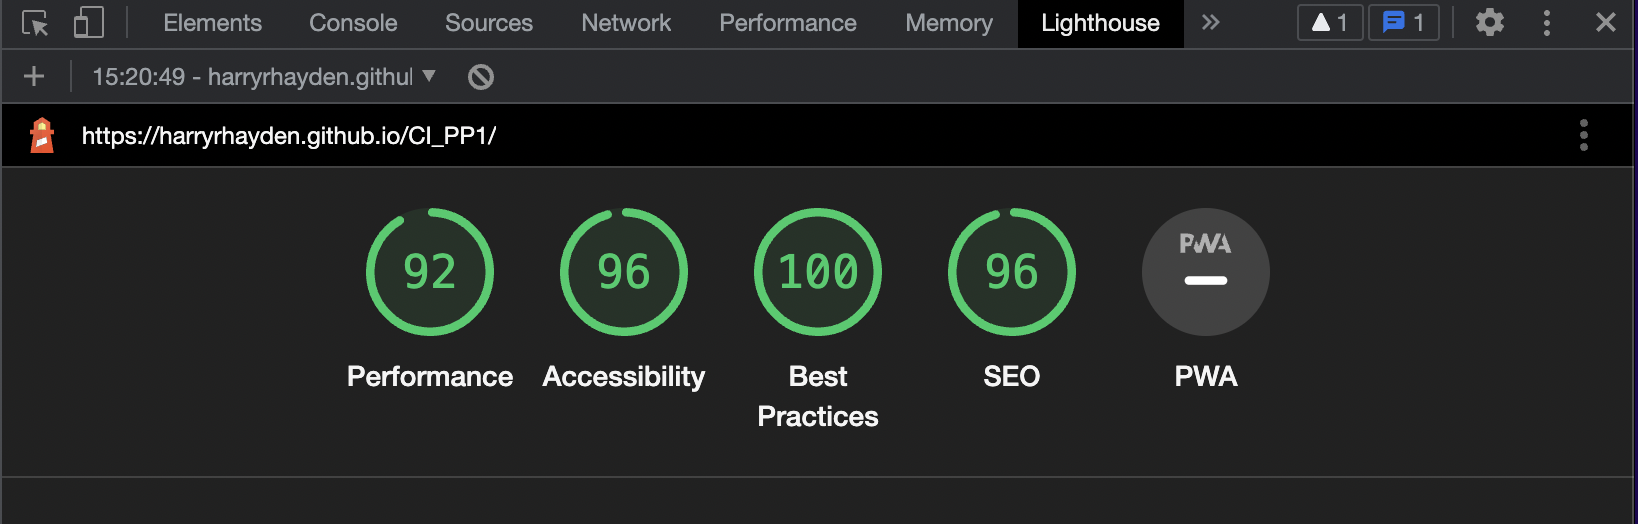 Elements Console Sources Network Performance Memory Lighthouse » 1 1
15:20:49 - harryrhayden.githul
https://harryrhayden.github.io/CI_PP1/
92 96 100 96 PWA
Performance Accessibility Best Practices SEO PWA